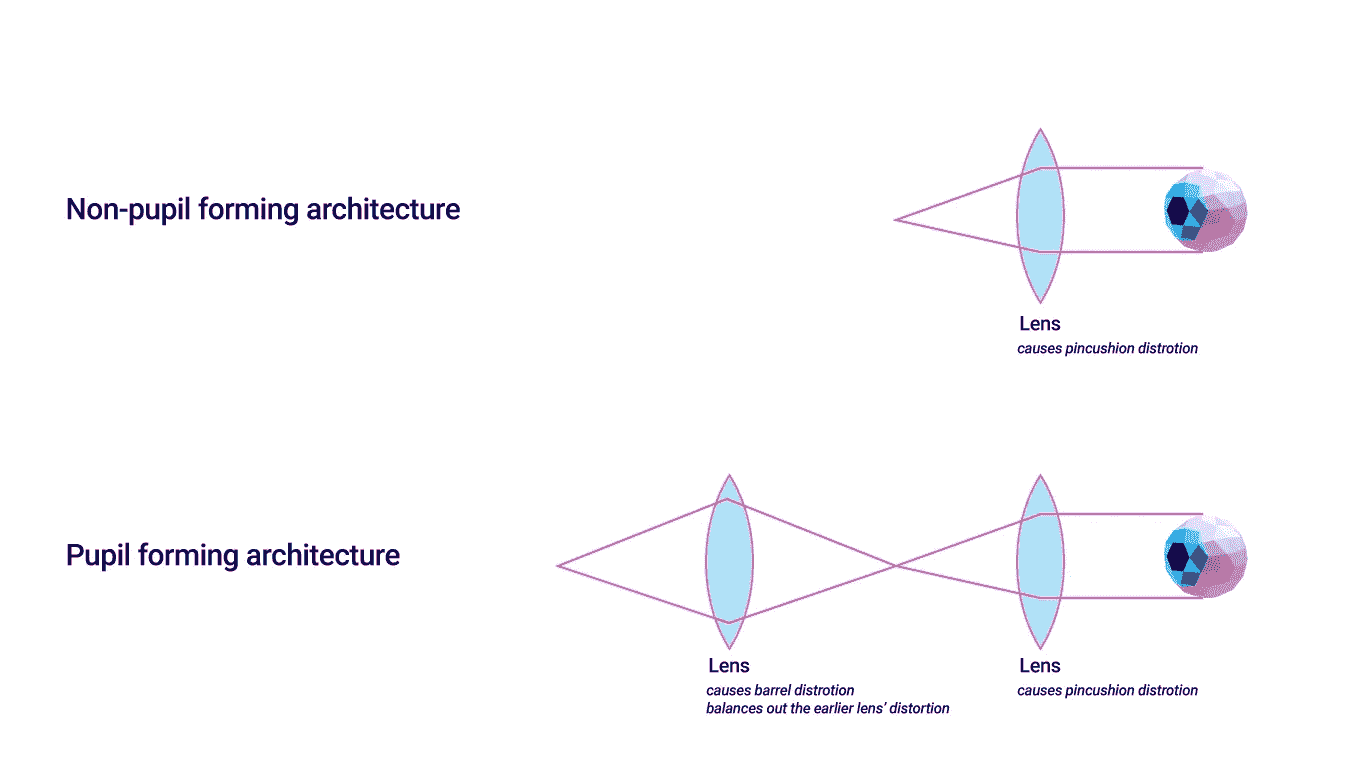 Non-pupil forming architecture
Lens
causes pincushion distrotion
Pupil forming architecture
Lens
causes barrel distrotion
balances out the earlier lens’ distortion
Lens
causes pincushion distrotion